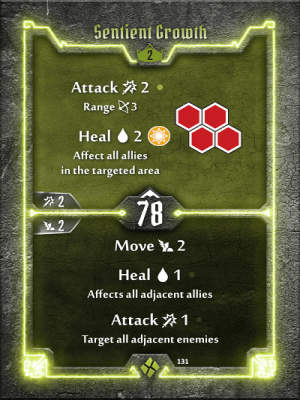 Sentient Growth
2
Attack 2
Range 3
Heal 2
Affect all allies
in the targeted area
2
78
2
Move 2
Heal 1
Affects all adjacent allies
Attack 1
Target all adjacent enemies
131